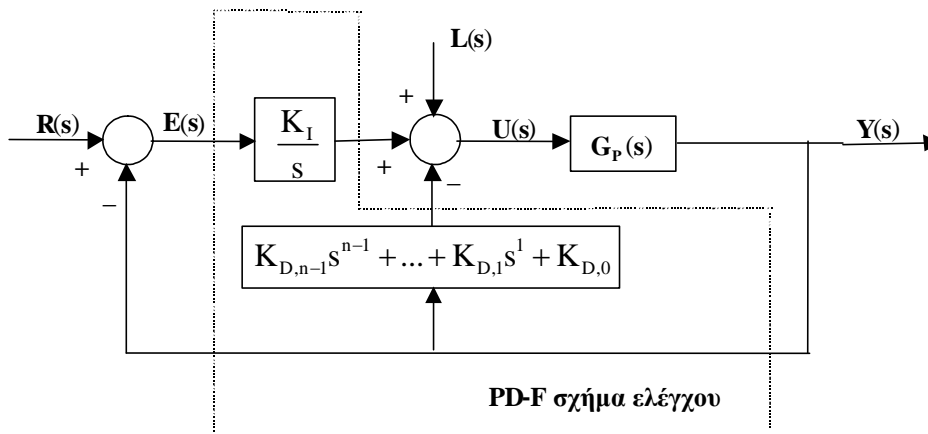 L(s)
R(s) E(s) K_I U(s) Y(s)
s G_P(s)
+ + + − −
K_{D,n-1}s^{n-1} + ... + K_{D,1}s^1 + K_{D,0}
PD-F σχήμα ελέγχου